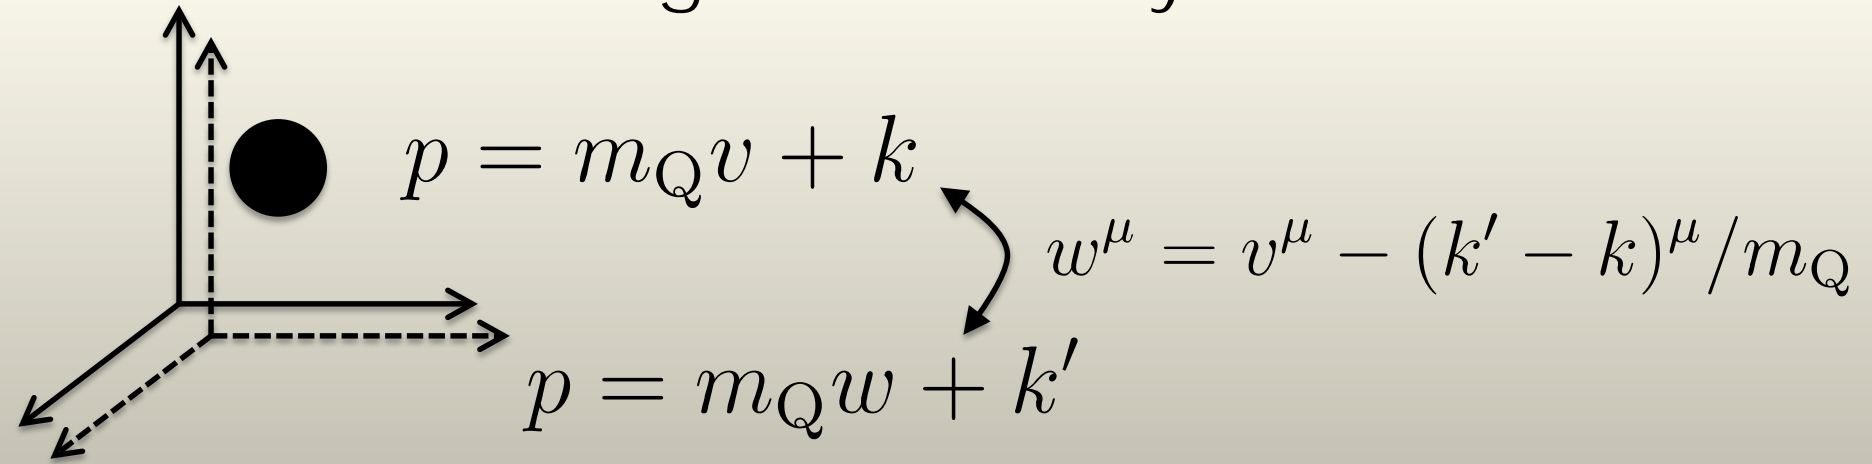 p = m_Q v + k
w^μ = v^μ − (k′ − k)^μ/m_Q
p = m_Q w + k′